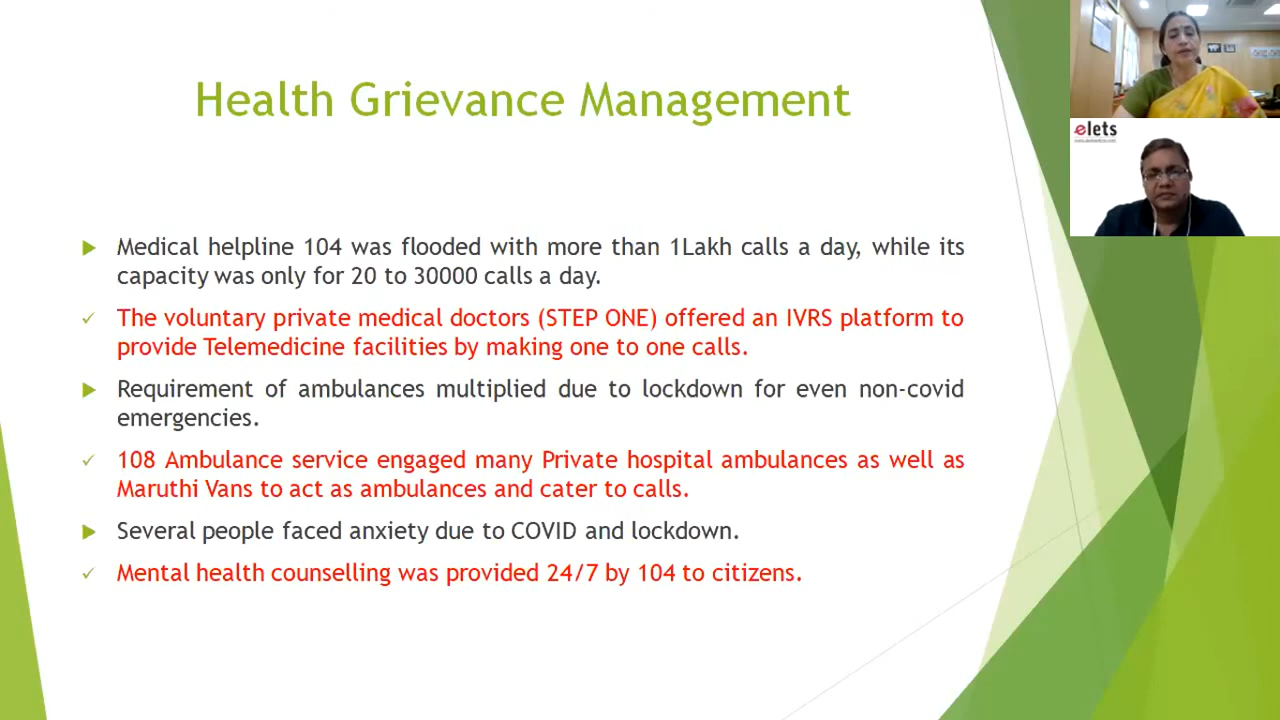 Health Grievance Management
Medical helpline 104 was flooded with more than 1Lakh calls a day, while its
capacity was only for 20 to 30000 calls a day.
The voluntary private medical doctors (STEP ONE) offered an IVRS platform to
provide Telemedicine facilities by making one to one calls.
Requirement of ambulances multiplied due to lockdown for even non-covid
emergencies.
108 Ambulance service engaged many Private hospital ambulances as well as
Maruthi Vans to act as ambulances and cater to calls.
Several people faced anxiety due to COVID and lockdown.
Mental health counselling was provided 24/7 by 104 to citizens.
elets